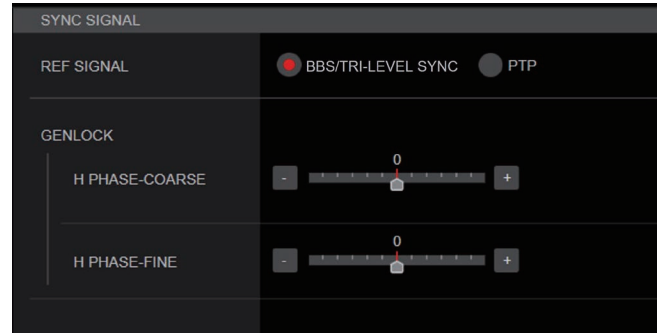 SYNC SIGNAL
REF SIGNAL BBS/TRI-LEVEL SYNC PTP
GENLOCK
0
H PHASE-COARSE - +
0
H PHASE-FINE - +